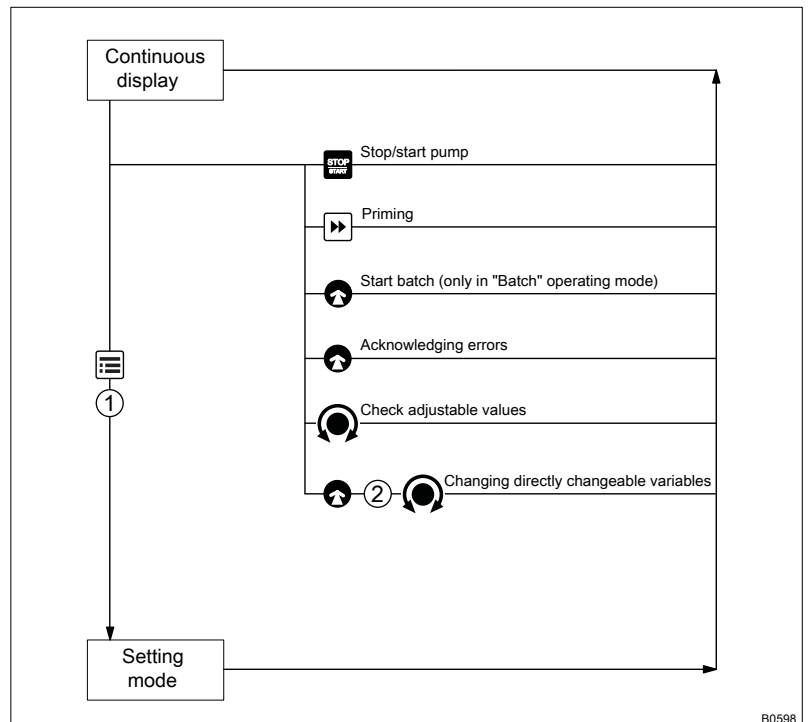 Continuous
display
STOP
START
Stop/start pump
Priming
Start batch (only in "Batch" operating mode)
Acknowledging errors
1
Check adjustable values
2
Changing directly changeable variables
Setting
mode
B0598